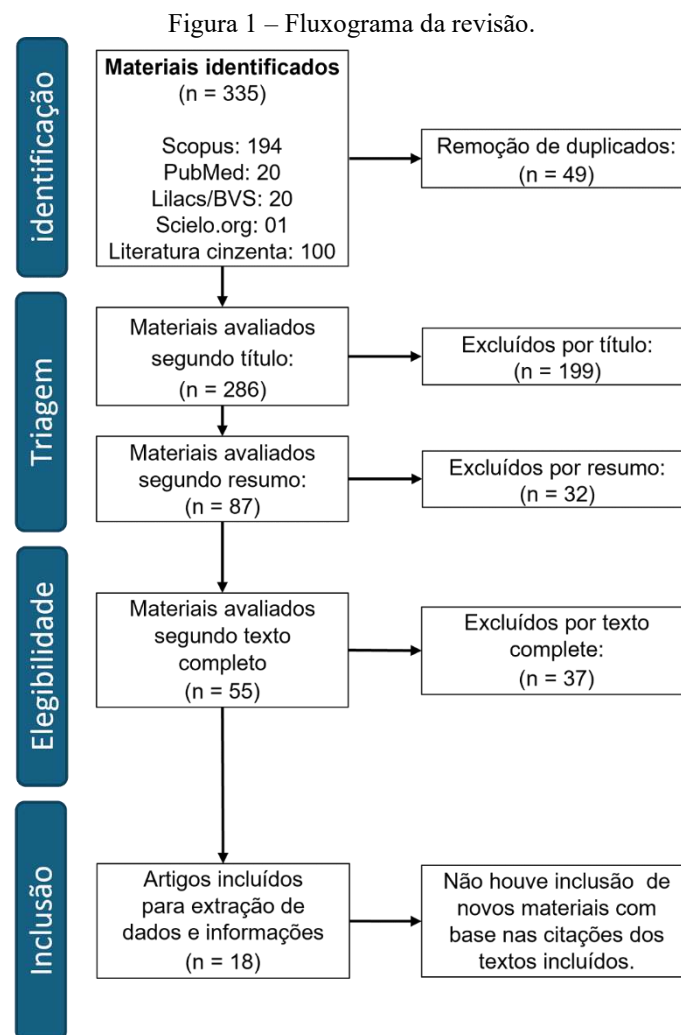 Figura 1 – Fluxograma da revisão.
identificação
Materiais identificados
(n = 335)
Scopus: 194
PubMed: 20
Lilacs/BVS: 20
Scielo.org: 01
Literatura cinzenta: 100
Remoção de duplicados:
(n = 49)
Triagem
Materiais avaliados
segundo título:
(n = 286)
Excluídos por título:
(n = 199)
Materiais avaliados
segundo resumo:
(n = 87)
Excluídos por resumo:
(n = 32)
Elegibilidade
Materiais avaliados
segundo texto
completo
(n = 55)
Excluídos por texto
complete:
(n = 37)
Inclusão
Artigos incluídos
para extração de
dados e informações
(n = 18)
Não houve inclusão de
novos materiais com
base nas citações dos
textos incluídos.